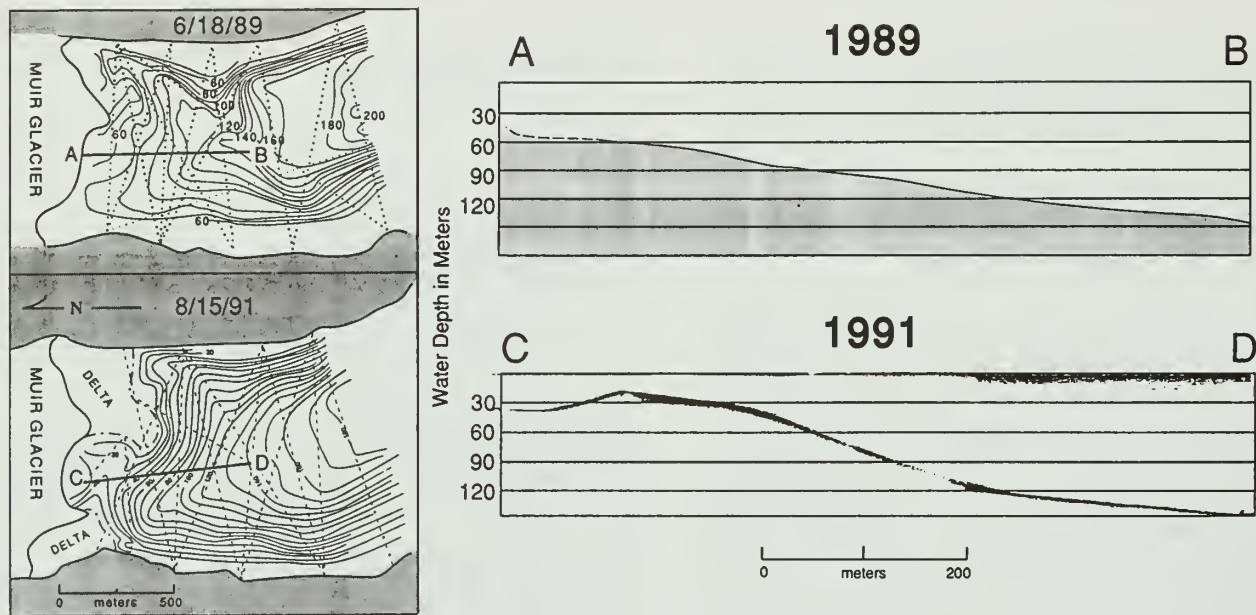 6/18/89
MUIR GLACIER
60
80
100
120
140
160
180
200
60
A
B
60
N
8/15/91
MUIR GLACIER
DELTA
20
C
D
DELTA
0 meters 500
A 1989 B
30
60
90
120
Water Depth in Meters
C 1991 D
30
60
90
120
0 meters 200